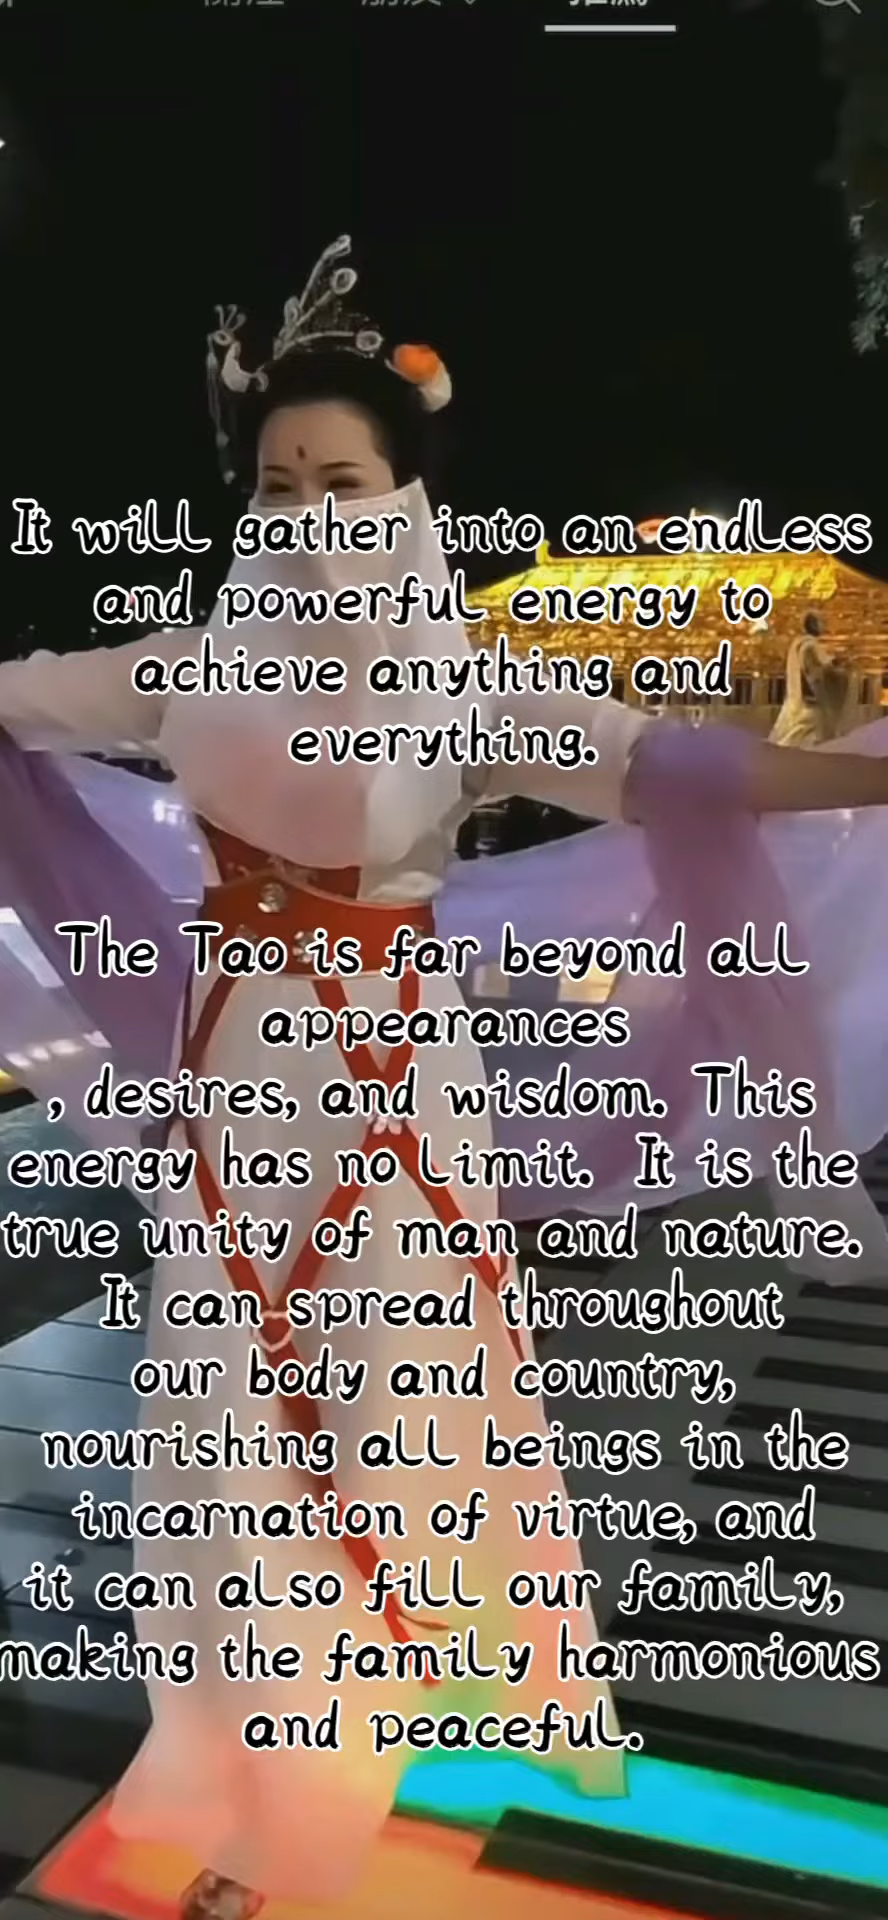 It will gather into an endless
and powerful energy to
achieve anything and
everything.
The Tao is far beyond all
appearances
, desires, and wisdom. This
energy has no limit. It is the
true unity of man and nature.
It can spread throughout
our body and country,
nourishing all beings in the
incarnation of virtue, and
it can also fill our family,
making the family harmonious
and peaceful.